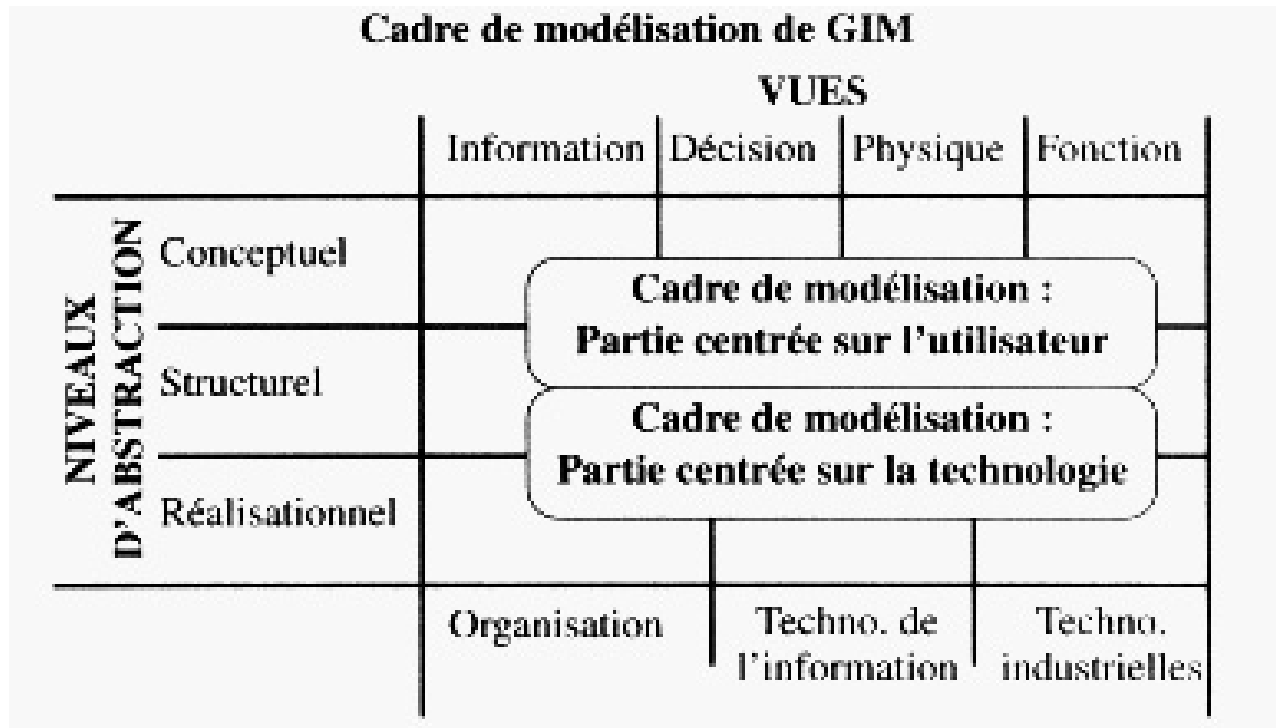 Cadre de modélisation de GIM
VUES
Information Décision Physique Fonction
NIVEAUX
D'ABSTRACTION
Conceptuel
Structurel
Réalisationnel
Cadre de modélisation :
Partie centrée sur l'utilisateur
Cadre de modélisation :
Partie centrée sur la technologie
Organisation
Techno. de
l'information
Techno.
industrielles